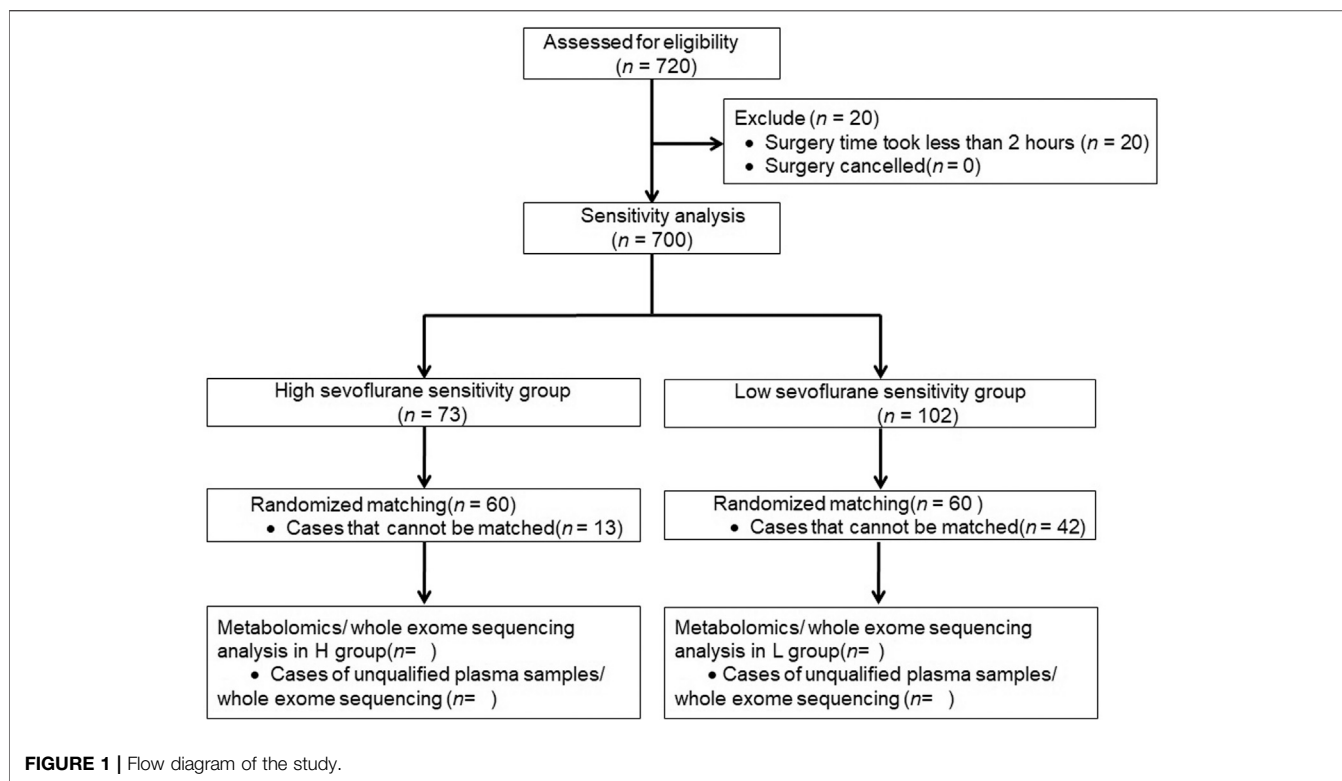 Assessed for eligibility
(n = 720)
Exclude (n = 20)
• Surgery time took less than 2 hours (n = 20)
• Surgery cancelled(n = 0)
Sensitivity analysis
(n = 700)
High sevoflurane sensitivity group
(n = 73)
Low sevoflurane sensitivity group
(n = 102)
Randomized matching(n = 60)
• Cases that cannot be matched(n = 13)
Randomized matching(n = 60 )
• Cases that cannot be matched(n = 42)
Metabolomics/ whole exome sequencing
analysis in H group(n= )
• Cases of unqualified plasma samples/
whole exome sequencing (n= )
Metabolomics/ whole exome sequencing
analysis in L group(n= )
• Cases of unqualified plasma samples/
whole exome sequencing (n= )
FIGURE 1 | Flow diagram of the study.